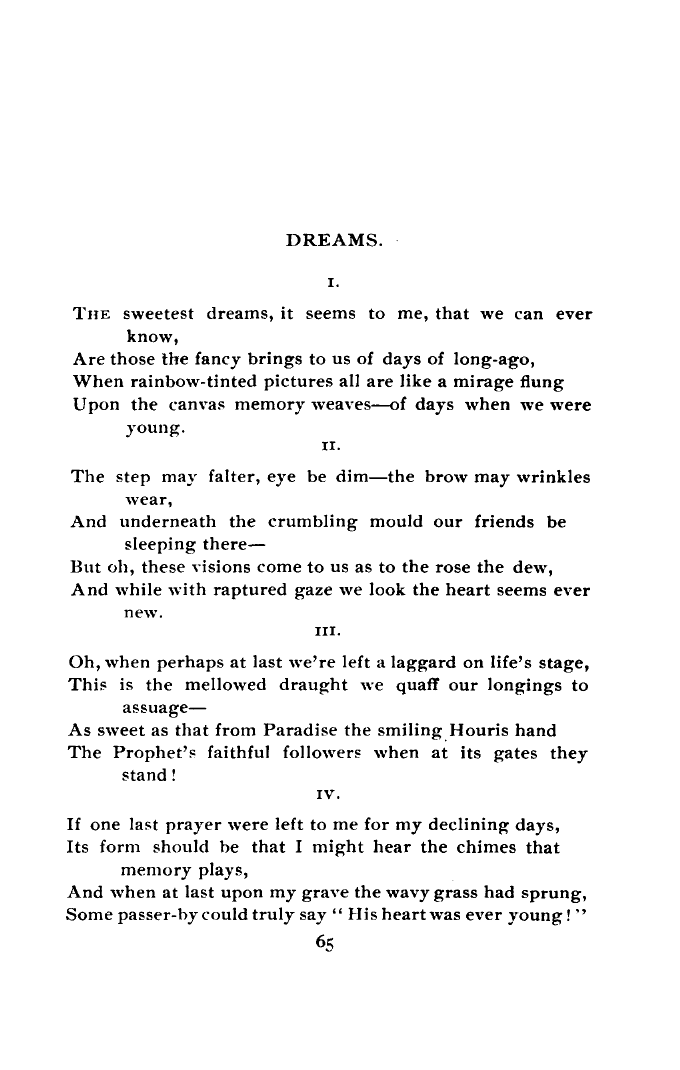 DREAMS.
I.
THE sweetest dreams, it seems to me, that we can ever
know,
Are those the fancy brings to us of days of long-ago,
When rainbow-tinted pictures all are like a mirage flung
Upon the canvas memory weaves—of days when we were
young.
II.
The step may falter, eye be dim—the brow may wrinkles
wear,
And underneath the crumbling mould our friends be
sleeping there—
But oh, these visions come to us as to the rose the dew,
And while with raptured gaze we look the heart seems ever
new.
III.
Oh, when perhaps at last we're left a laggard on life's stage,
This is the mellowed draught we quaff our longings to
assuage—
As sweet as that from Paradise the smiling Houris hand
The Prophet's faithful followers when at its gates they
stand!
IV.
If one last prayer were left to me for my declining days,
Its form should be that I might hear the chimes that
memory plays,
And when at last upon my grave the wavy grass had sprung,
Some passer-by could truly say "His heart was ever young!"
65